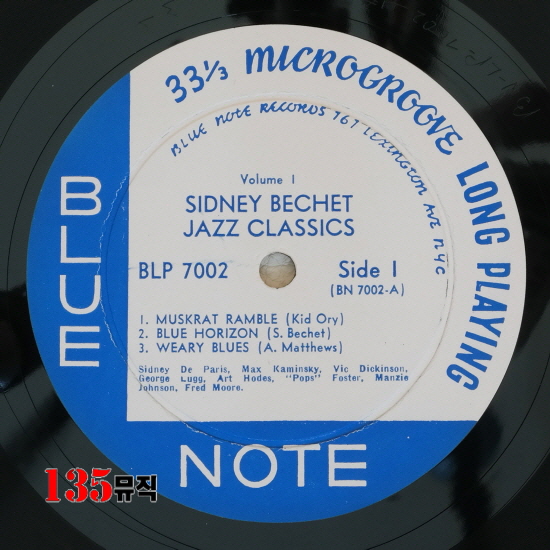 33⅓ MICROGROOVE LONG PLAYING
BLUE NOTE RECORDS 767 LEXINGTON AVE NYC
Volume 1
SIDNEY BECHET
JAZZ CLASSICS
BLP 7002
Side 1
(BN 7002-A)
1. MUSKRAT RAMBLE (Kid Ory)
2. BLUE HORIZON (S. Bechet)
3. WEARY BLUES (A. Matthews)
Sidney De Paris, Max Kaminsky, Vic Dickinson,
George Lugg, Art Hodes, "Pops" Foster, Manzie
Johnson, Fred Moore.
BLUE
NOTE
135뮤직